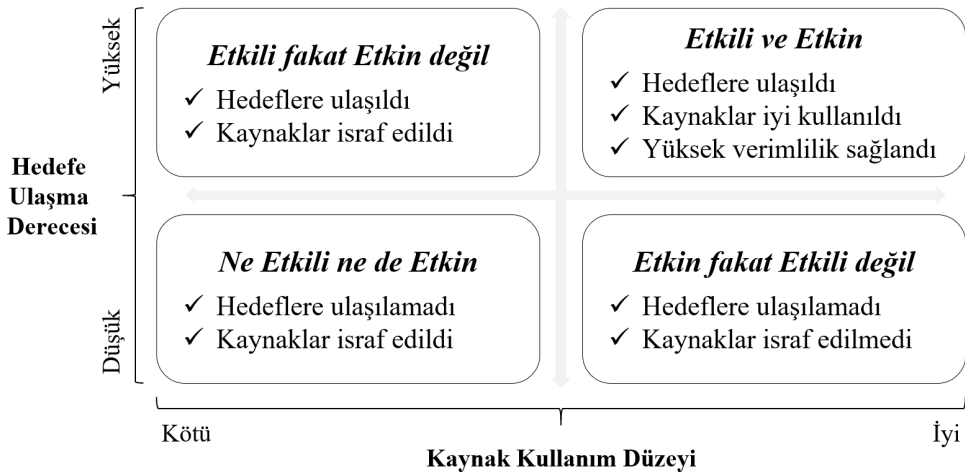 Yüksek
Etkili fakat Etkin değil
✓ Hedeflere ulaşıldı
✓ Kaynaklar israf edildi
Etkili ve Etkin
✓ Hedeflere ulaşıldı
✓ Kaynaklar iyi kullanıldı
✓ Yüksek verimlilik sağlandı
Hedefe
Ulaşma
Derecesi
Düşük
Ne Etkili ne de Etkin
✓ Hedeflere ulaşılamadı
✓ Kaynaklar israf edildi
Etkin fakat Etkili değil
✓ Hedeflere ulaşılamadı
✓ Kaynaklar israf edilmedi
Kötü
İyi
Kaynak Kullanım Düzeyi